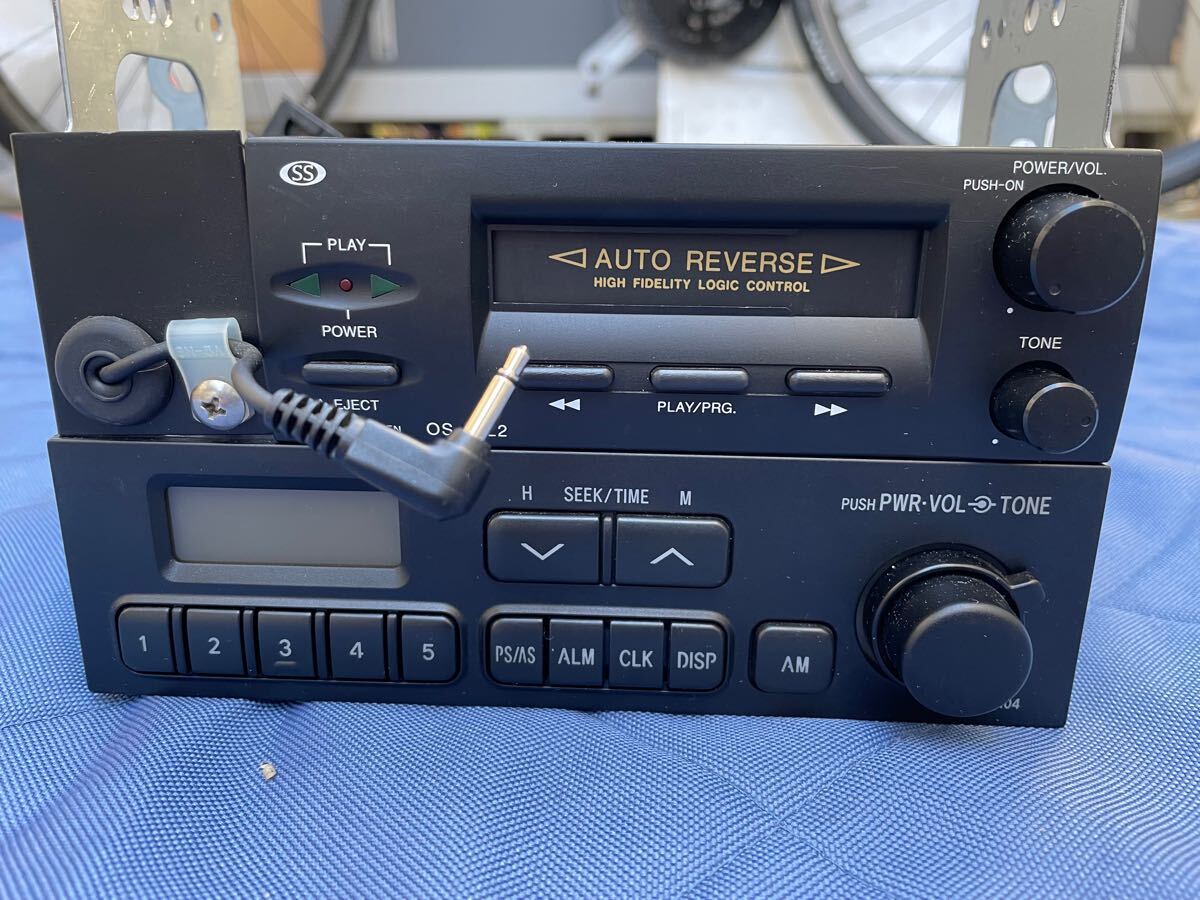 SS
POWER/VOL.
PUSH-ON
PLAY
AUTO REVERSE
HIGH FIDELITY LOGIC CONTROL
POWER
TONE
EJECT
PLAY/PRG.
H SEEK/TIME M
PUSH PWR·VOL TONE
1 2 3 4 5
PS/AS ALM CLK DISP
AM